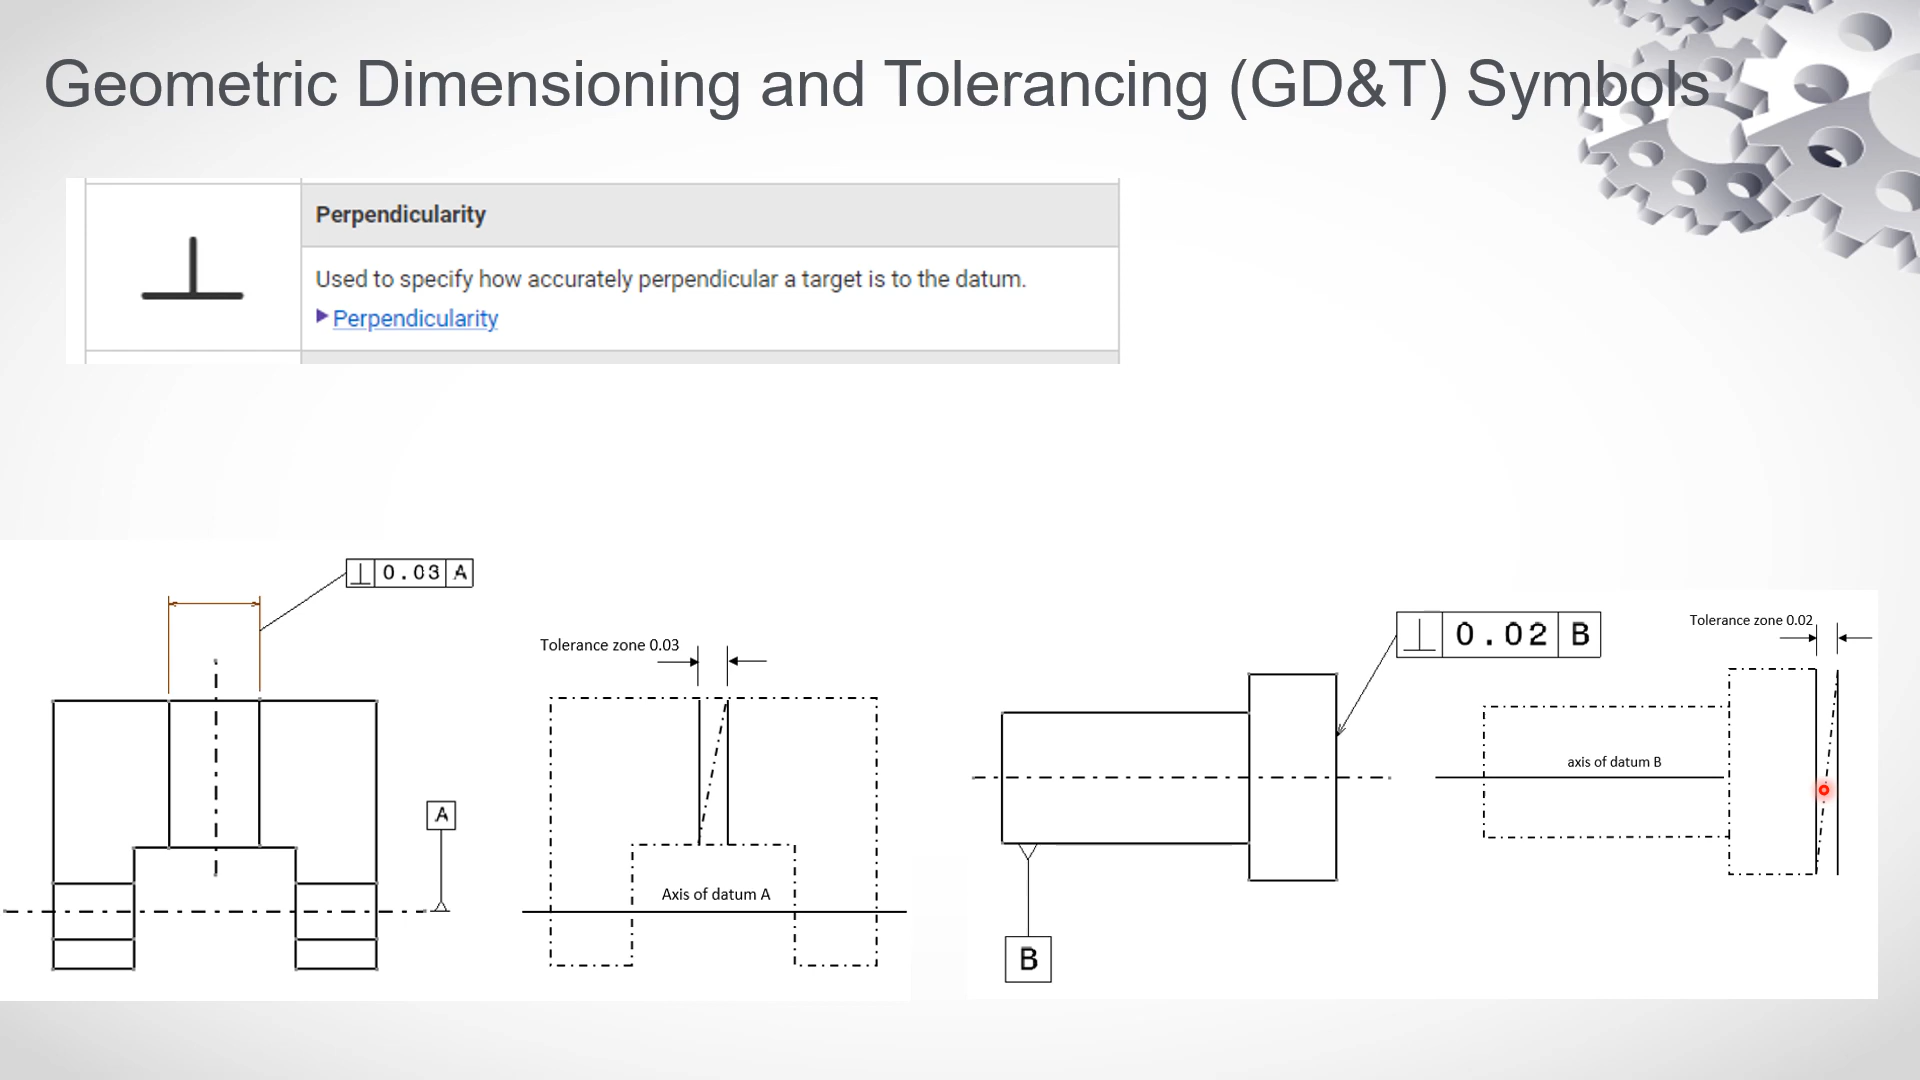 Geometric Dimensioning and Tolerancing (GD&T) Symbols
Perpendicularity
Used to specify how accurately perpendicular a target is to the datum.
Perpendicularity
⊥ 0.03 A
A
Tolerance zone 0.03
Axis of datum A
⊥ 0.02 B
B
Tolerance zone 0.02
axis of datum B